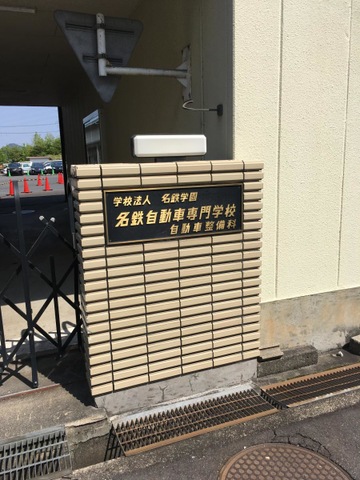 学校法人 名鉄学園
名鉄自動車専門学校
自動車整備科